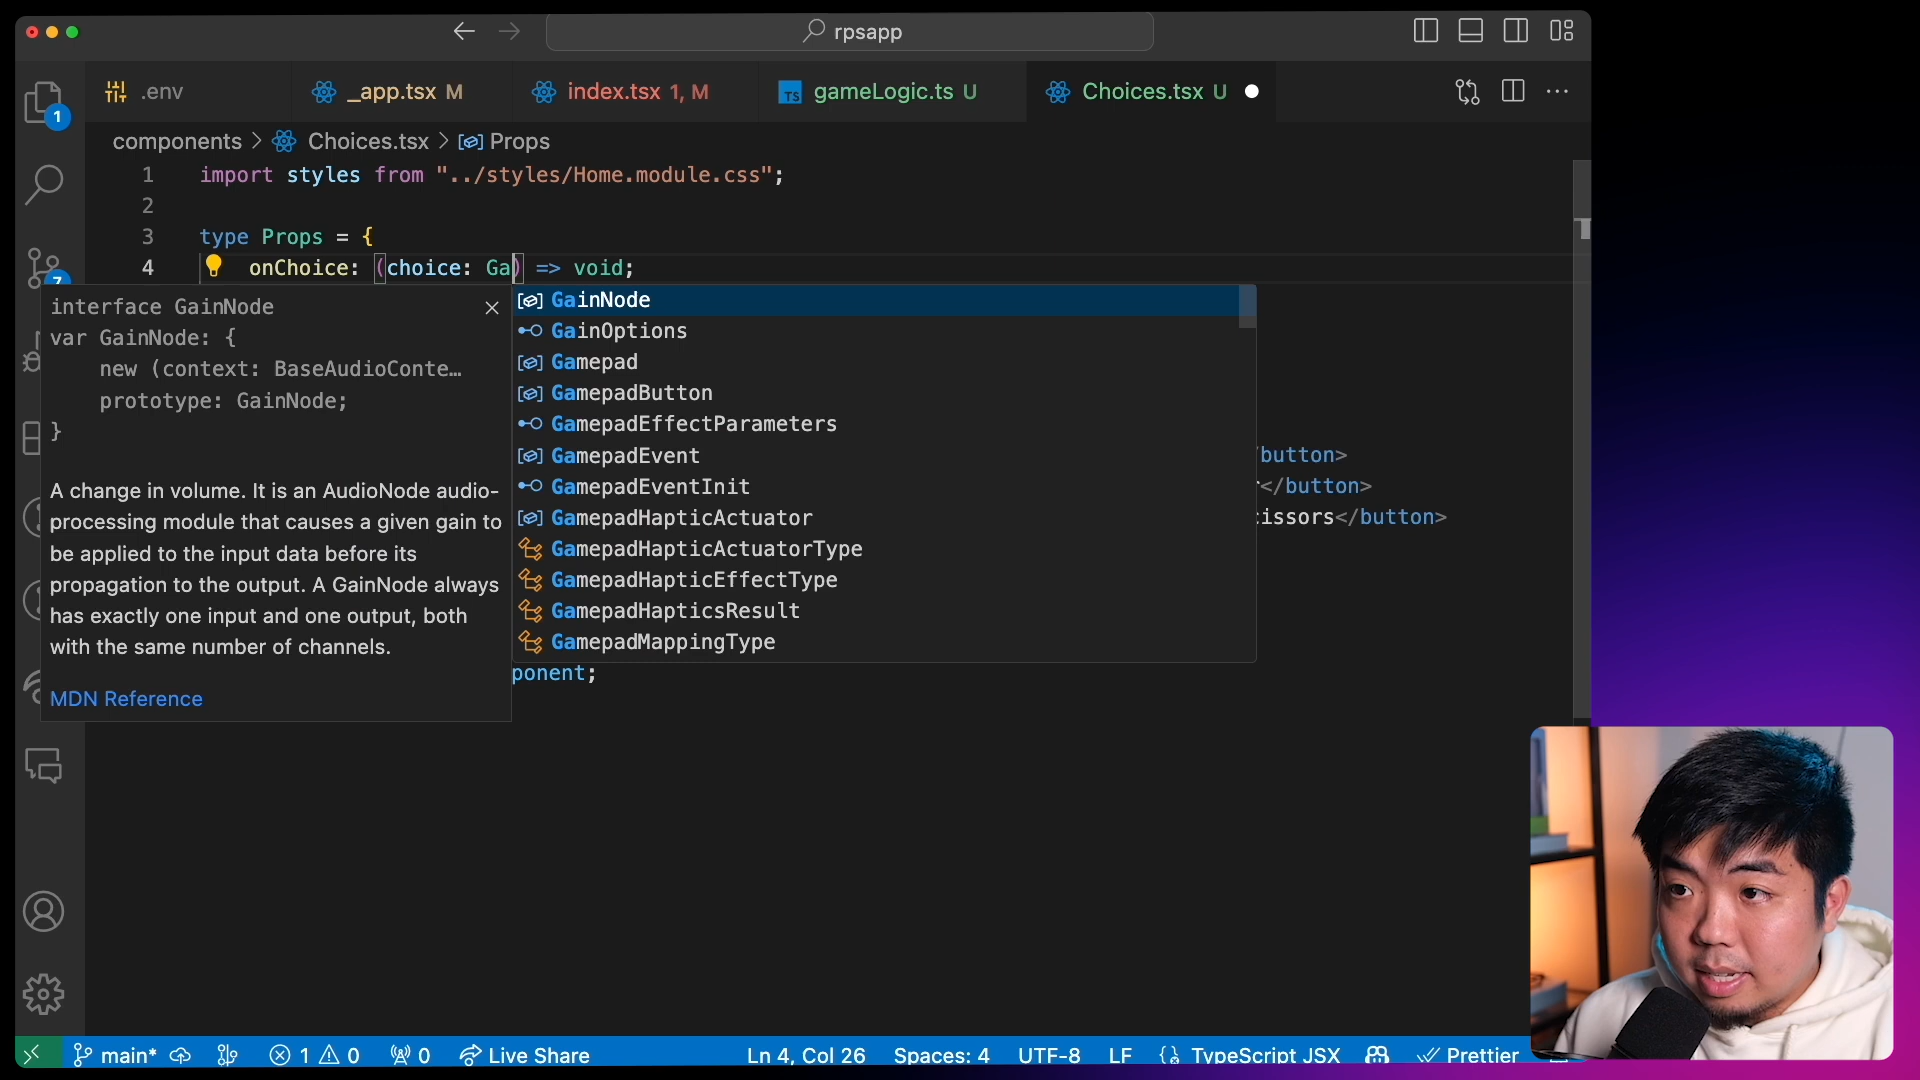 rpsapp
.env
_app.tsx M
index.tsx 1, M
TS gameLogic.ts U
Choices.tsx U
1
components > Choices.tsx > Props
1 import styles from "../styles/Home.module.css";
2
3 type Props = {
4 onChoice: (choice: Ga) => void;
7
interface GainNode
var GainNode: {
new (context: BaseAudioConte…
prototype: GainNode;
}
A change in volume. It is an AudioNode audio-
processing module that causes a given gain to
be applied to the input data before its
propagation to the output. A GainNode always
has exactly one input and one output, both
with the same number of channels.
MDN Reference
GainNode
GainOptions
Gamepad
GamepadButton
GamepadEffectParameters
GamepadEvent
GamepadEventInit
GamepadHapticActuator
GamepadHapticActuatorType
GamepadHapticEffectType
GamepadHapticsResult
GamepadMappingType
/button>
</button>
issors</button>
ponent;
main* 1 0 0 Live Share Ln 4, Col 26 Spaces: 4 UTF-8 LF TypeScript JSX Prettier